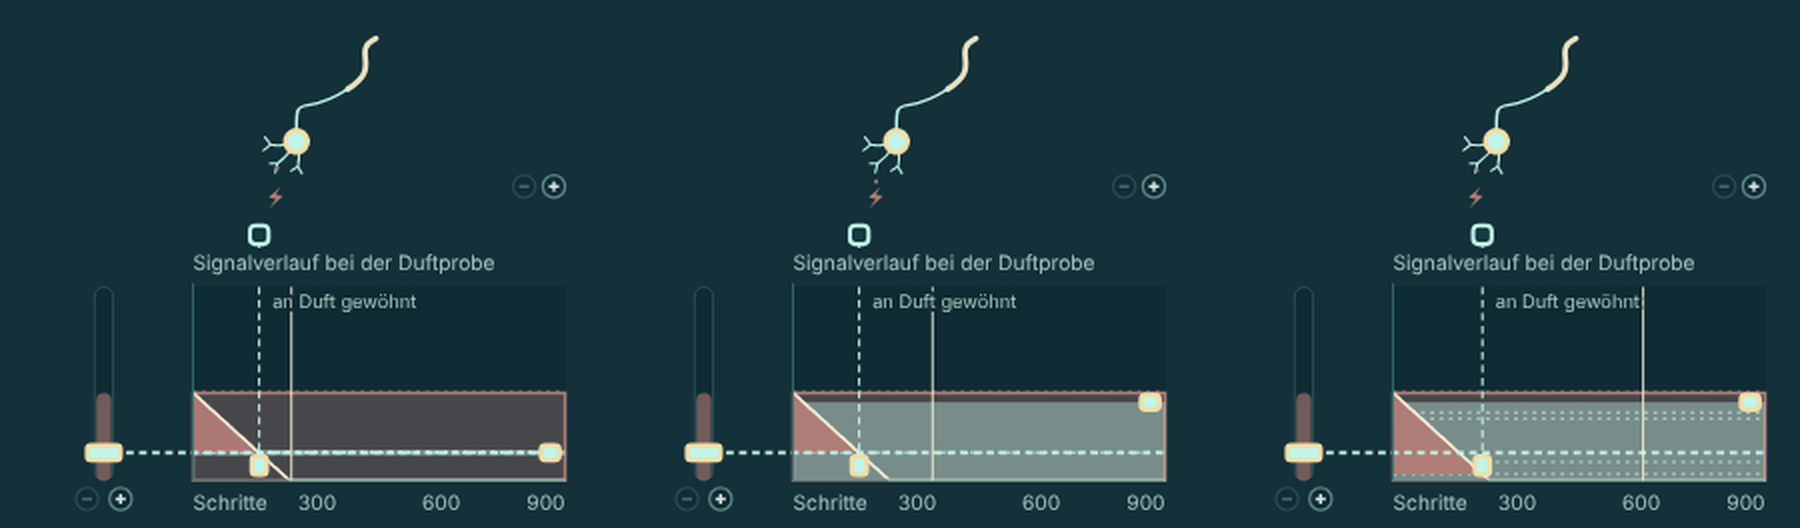 Signalverlauf bei der Duftprobe
an Duft gewöhnt
Schritte 300 600 900
Signalverlauf bei der Duftprobe
an Duft gewöhnt
Schritte 300 600 900
Signalverlauf bei der Duftprobe
an Duft gewöhnt
Schritte 300 600 900